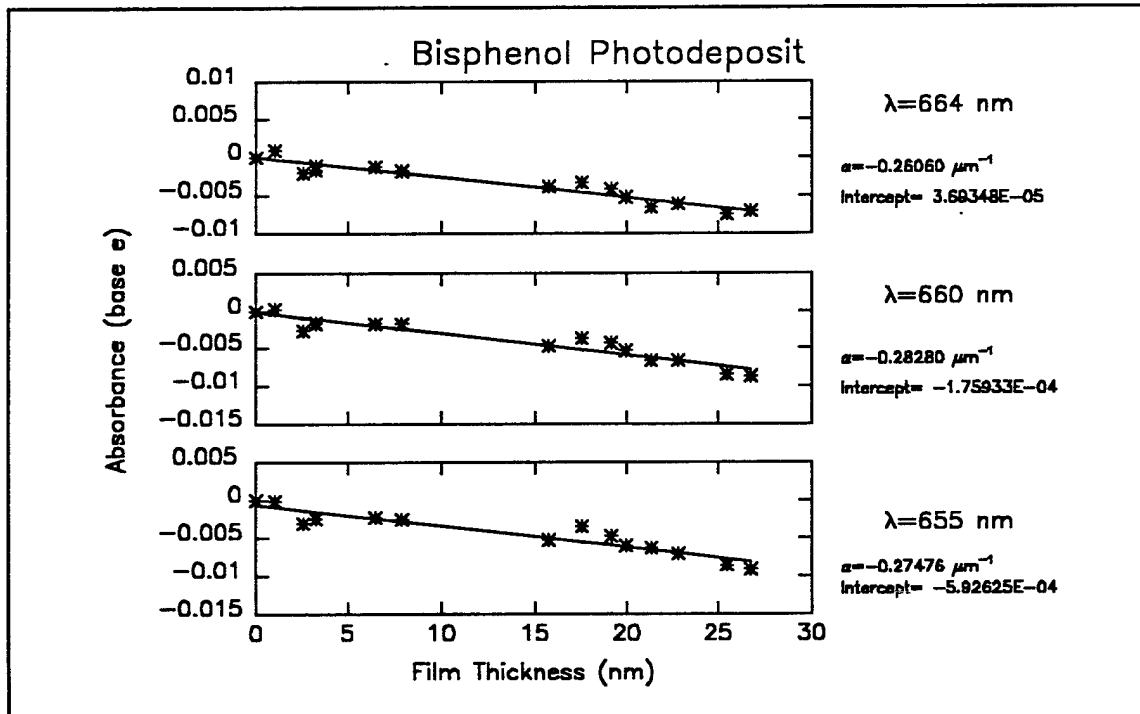 Bisphenol Photodeposit
0.01
0.005
0
−0.005
−0.01
λ=664 nm
α=−0.26060 μm⁻¹
Intercept= 3.69348E−05
0.005
0
−0.005
−0.01
−0.015
λ=660 nm
α=−0.28280 μm⁻¹
Intercept= −1.75933E−04
0.005
0
−0.005
−0.01
−0.015
λ=655 nm
α=−0.27476 μm⁻¹
Intercept= −5.92625E−04
0 5 10 15 20 25 30
Film Thickness (nm)
Absorbance (base e)